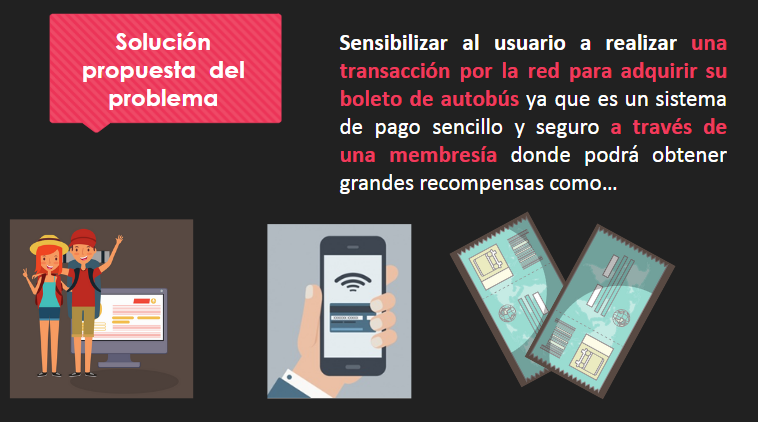 Solución
propuesta del
problema
Sensibilizar al usuario a realizar una
transacción por la red para adquirir su
boleto de autobús ya que es un sistema
de pago sencillo y seguro a través de
una membresía donde podrá obtener
grandes recompensas como...